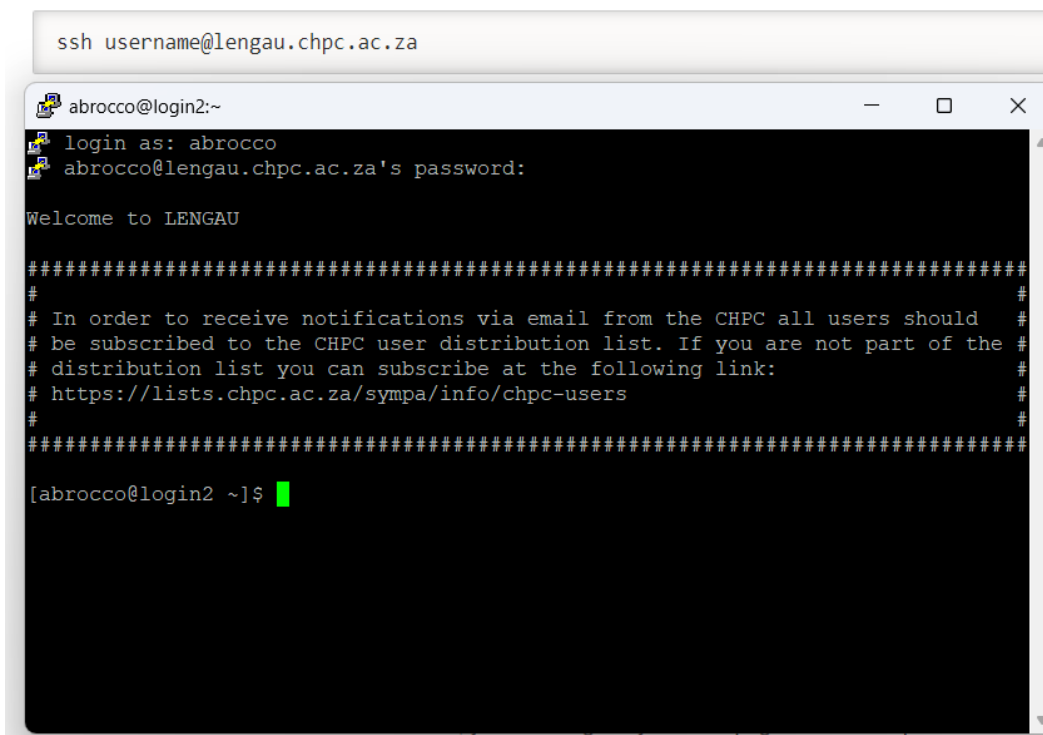 ssh username@lengau.chpc.ac.za
abrocco@login2:~
login as: abrocco
abrocco@lengau.chpc.ac.za's password:
Welcome to LENGAU
################################################################################
#                                                                              #
# In order to receive notifications via email from the CHPC all users should   #
# be subscribed to the CHPC user distribution list. If you are not part of the #
# distribution list you can subscribe at the following link:                   #
# https://lists.chpc.ac.za/sympa/info/chpc-users                               #
#                                                                              #
################################################################################
[abrocco@login2 ~]$